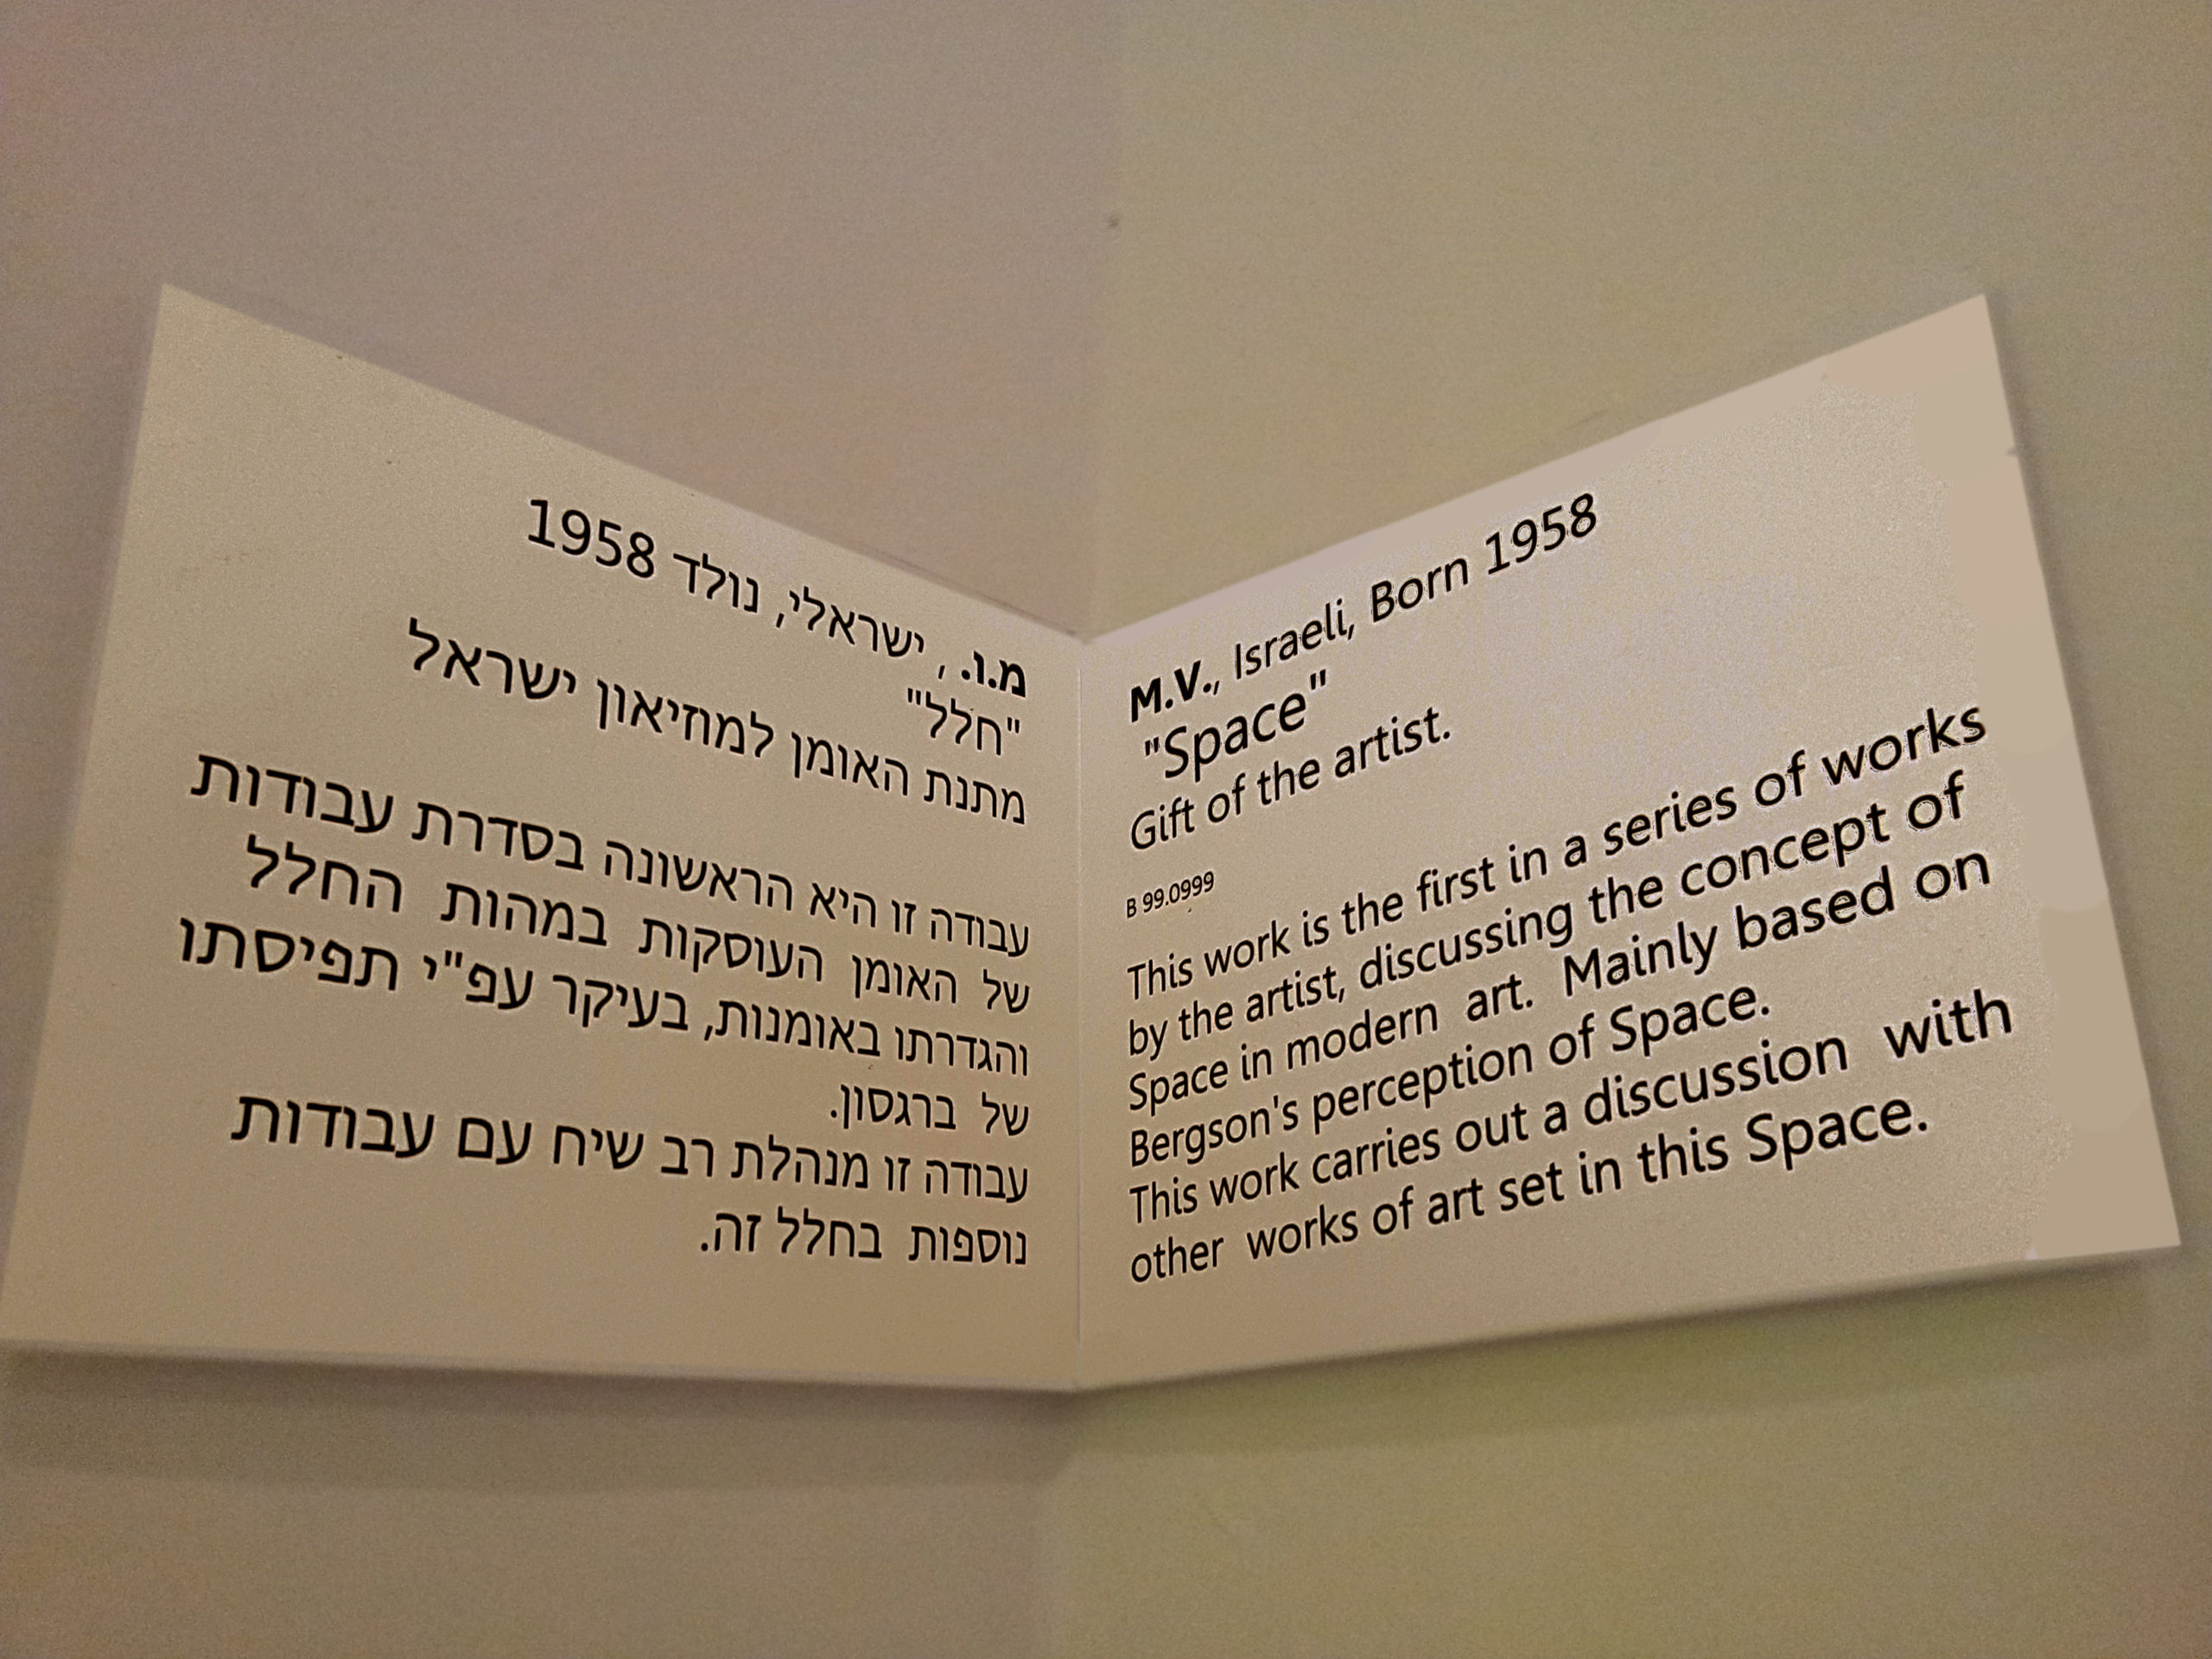 מ.ו. , ישראלי, נולד 1958
"חלל"
מתנת האומן למוזיאון ישראל
עבודה זו היא הראשונה בסדרת עבודות
של האומן העוסקות במהות החלל
והגדרתו באומנות, בעיקר עפ"י תפיסתו
של ברגסון.
עבודה זו מנהלת רב שיח עם עבודות
נוספות בחלל זה.
M.V., Israeli, Born 1958
"Space"
Gift of the artist.
B 99.0999
This work is the first in a series of works
by the artist, discussing the concept of
Space in modern art. Mainly based on
Bergson's perception of Space.
This work carries out a discussion with
other works of art set in this Space.